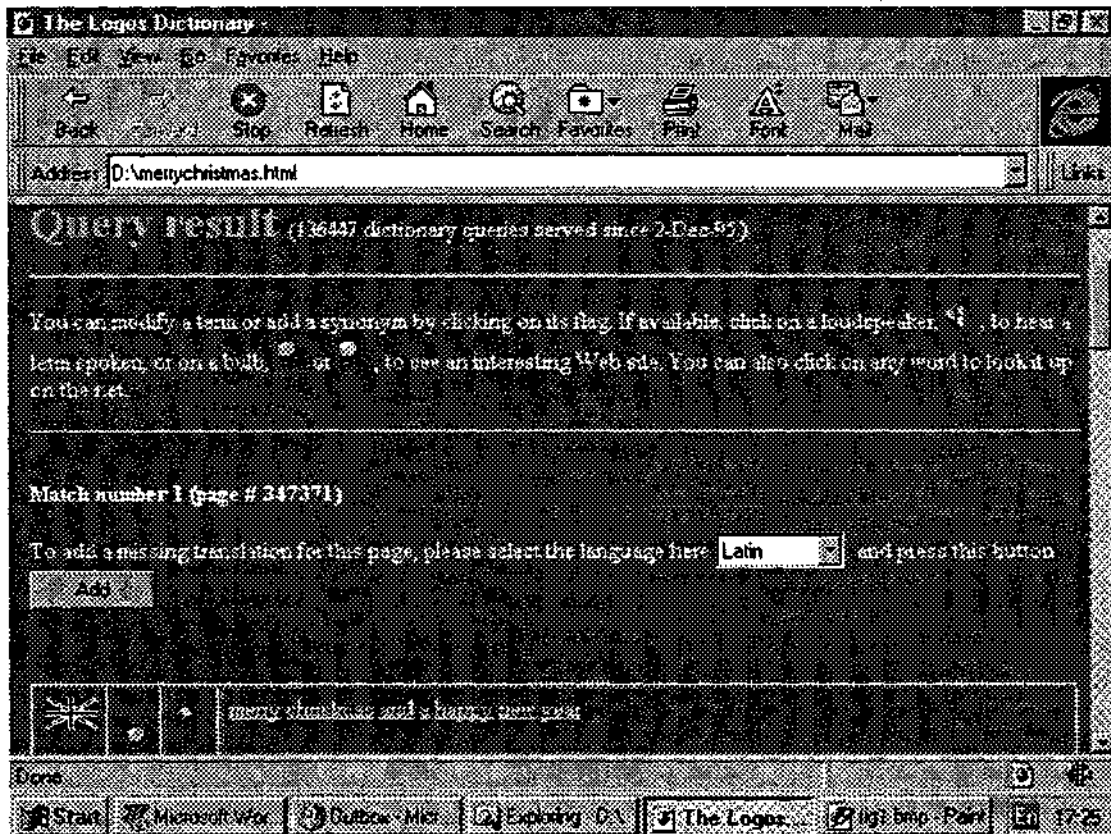 The Logos Dictionary -
File Edit View Go Favorites Help
Back Forward Stop Refresh Home Search Favorites Print Font Mail
Address D:\merrychristmas.html Links
Query result (136447 dictionary queries served since 2-Dec-95)
You can modify a term or add a synonym by clicking on its flag. If available, click on a loudspeaker, , to hear a
term spoken, or on a bulb, or , to see an interesting Web site. You can also click on any word to look it up
on the net.
Match number 1 (page # 347371)
To add a missing translation for this page, please select the language here Latin and press this button
Add
merry christmas and a happy new year
Done
Start Microsoft Wor Outbox - Micr Exploring - D:\ The Logos... ug1.bmp - Paint 17:25